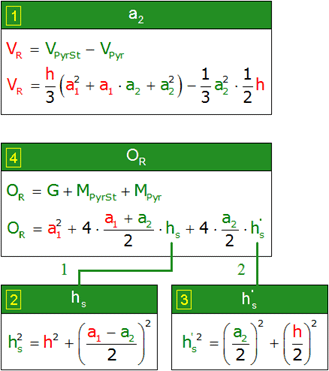 1 a₂
V_R = V_PyrSt − V_Pyr
V_R = h/3 (a₁² + a₁ · a₂ + a₂²) − 1/3 a₂² · 1/2 h
4 O_R
O_R = G + M_PyrSt + M_Pyr
O_R = a₁² + 4 · (a₁ + a₂)/2 · h_s + 4 · a₂/2 · h_s'
1 2
2 h_s
h_s² = h² + ((a₁ − a₂)/2)²
3 h_s'
h_s'² = (a₂/2)² + (h/2)²